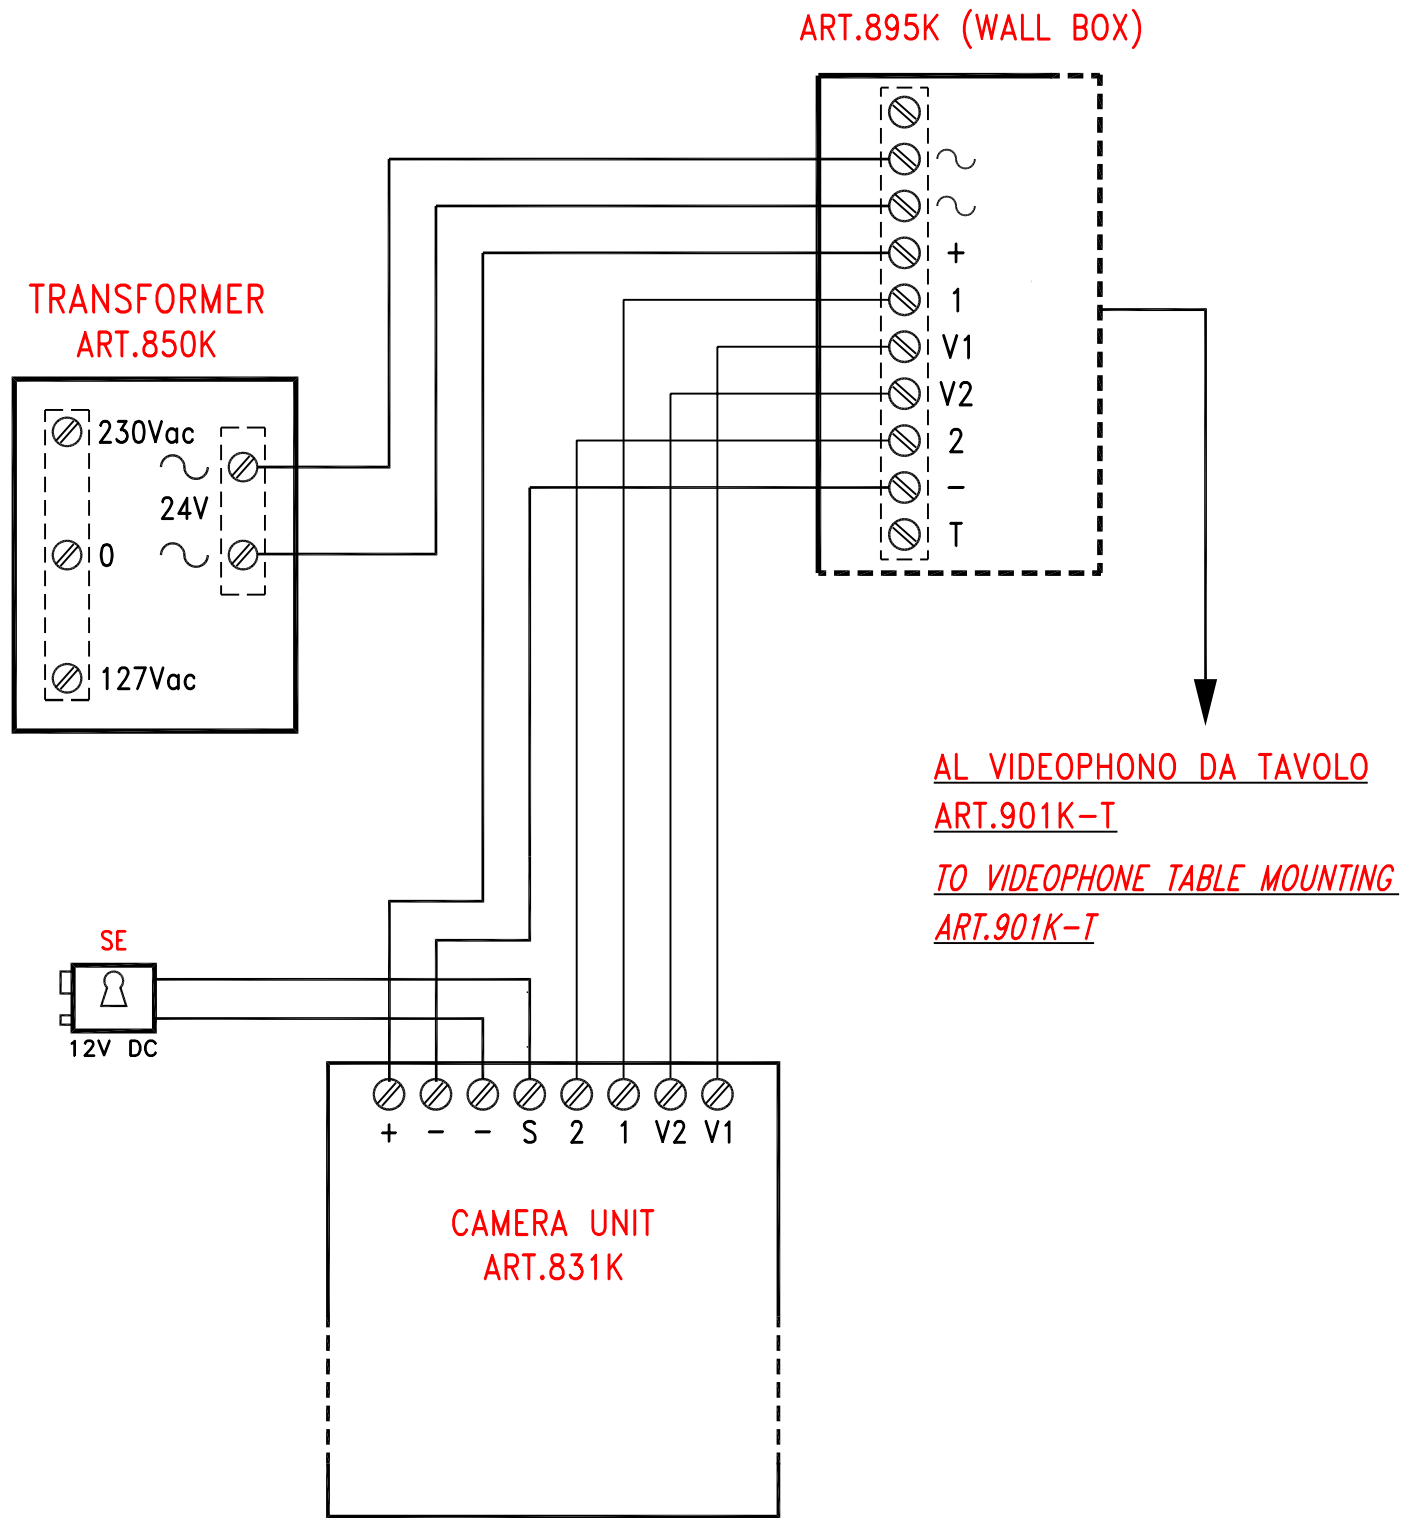 ART.895K (WALL BOX)
~
~
+
1
V1
V2
2
-
T
TRANSFORMER
ART.850K
230Vac
~
24V
0
~
127Vac
AL VIDEOPHONO DA TAVOLO
ART.901K-T
TO VIDEOPHONE TABLE MOUNTING
ART.901K-T
SE
12V DC
+ - - S 2 1 V2 V1
CAMERA UNIT
ART.831K